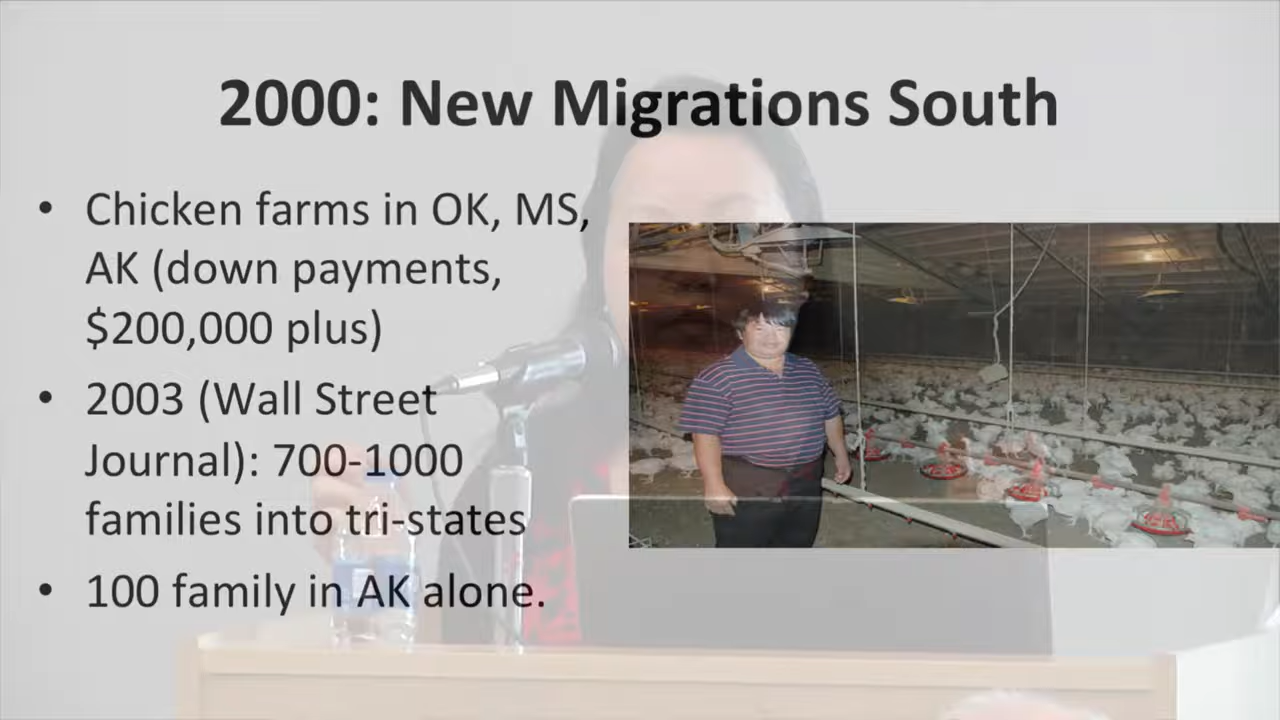 2000: New Migrations South
• Chicken farms in OK, MS,
AK (down payments,
$200,000 plus)
• 2003 (Wall Street
Journal): 700-1000
families into tri-states
• 100 family in AK alone.